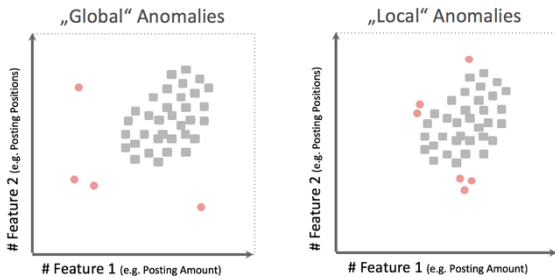 „Global“ Anomalies
# Feature 2 (e.g. Posting Positions)
# Feature 1 (e.g. Posting Amount)
„Local“ Anomalies
# Feature 2 (e.g. Posting Positions)
# Feature 1 (e.g. Posting Amount)